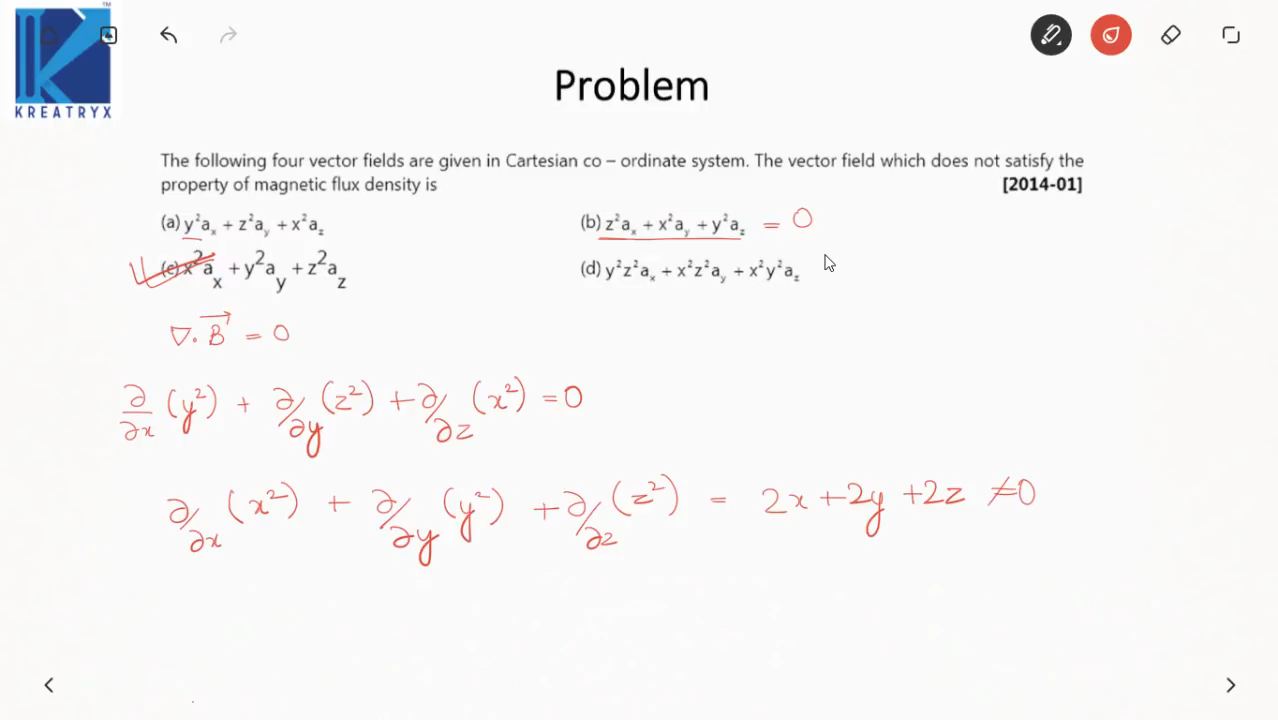 KREATRYX
TM
Problem
The following four vector fields are given in Cartesian co – ordinate system. The vector field which does not satisfy the
property of magnetic flux density is [2014-01]
(a) y²aₓ + z²a_y + x²a_z (b) z²aₓ + x²a_y + y²a_z = 0
(c) x²aₓ + y²a_y + z²a_z (d) y²z²aₓ + x²z²a_y + x²y²a_z
∇. B⃗ = 0
∂/∂x (y²) + ∂/∂y (z²) + ∂/∂z (x²) = 0
∂/∂x (x²) + ∂/∂y (y²) + ∂/∂z (z²) = 2x + 2y + 2z ≠ 0